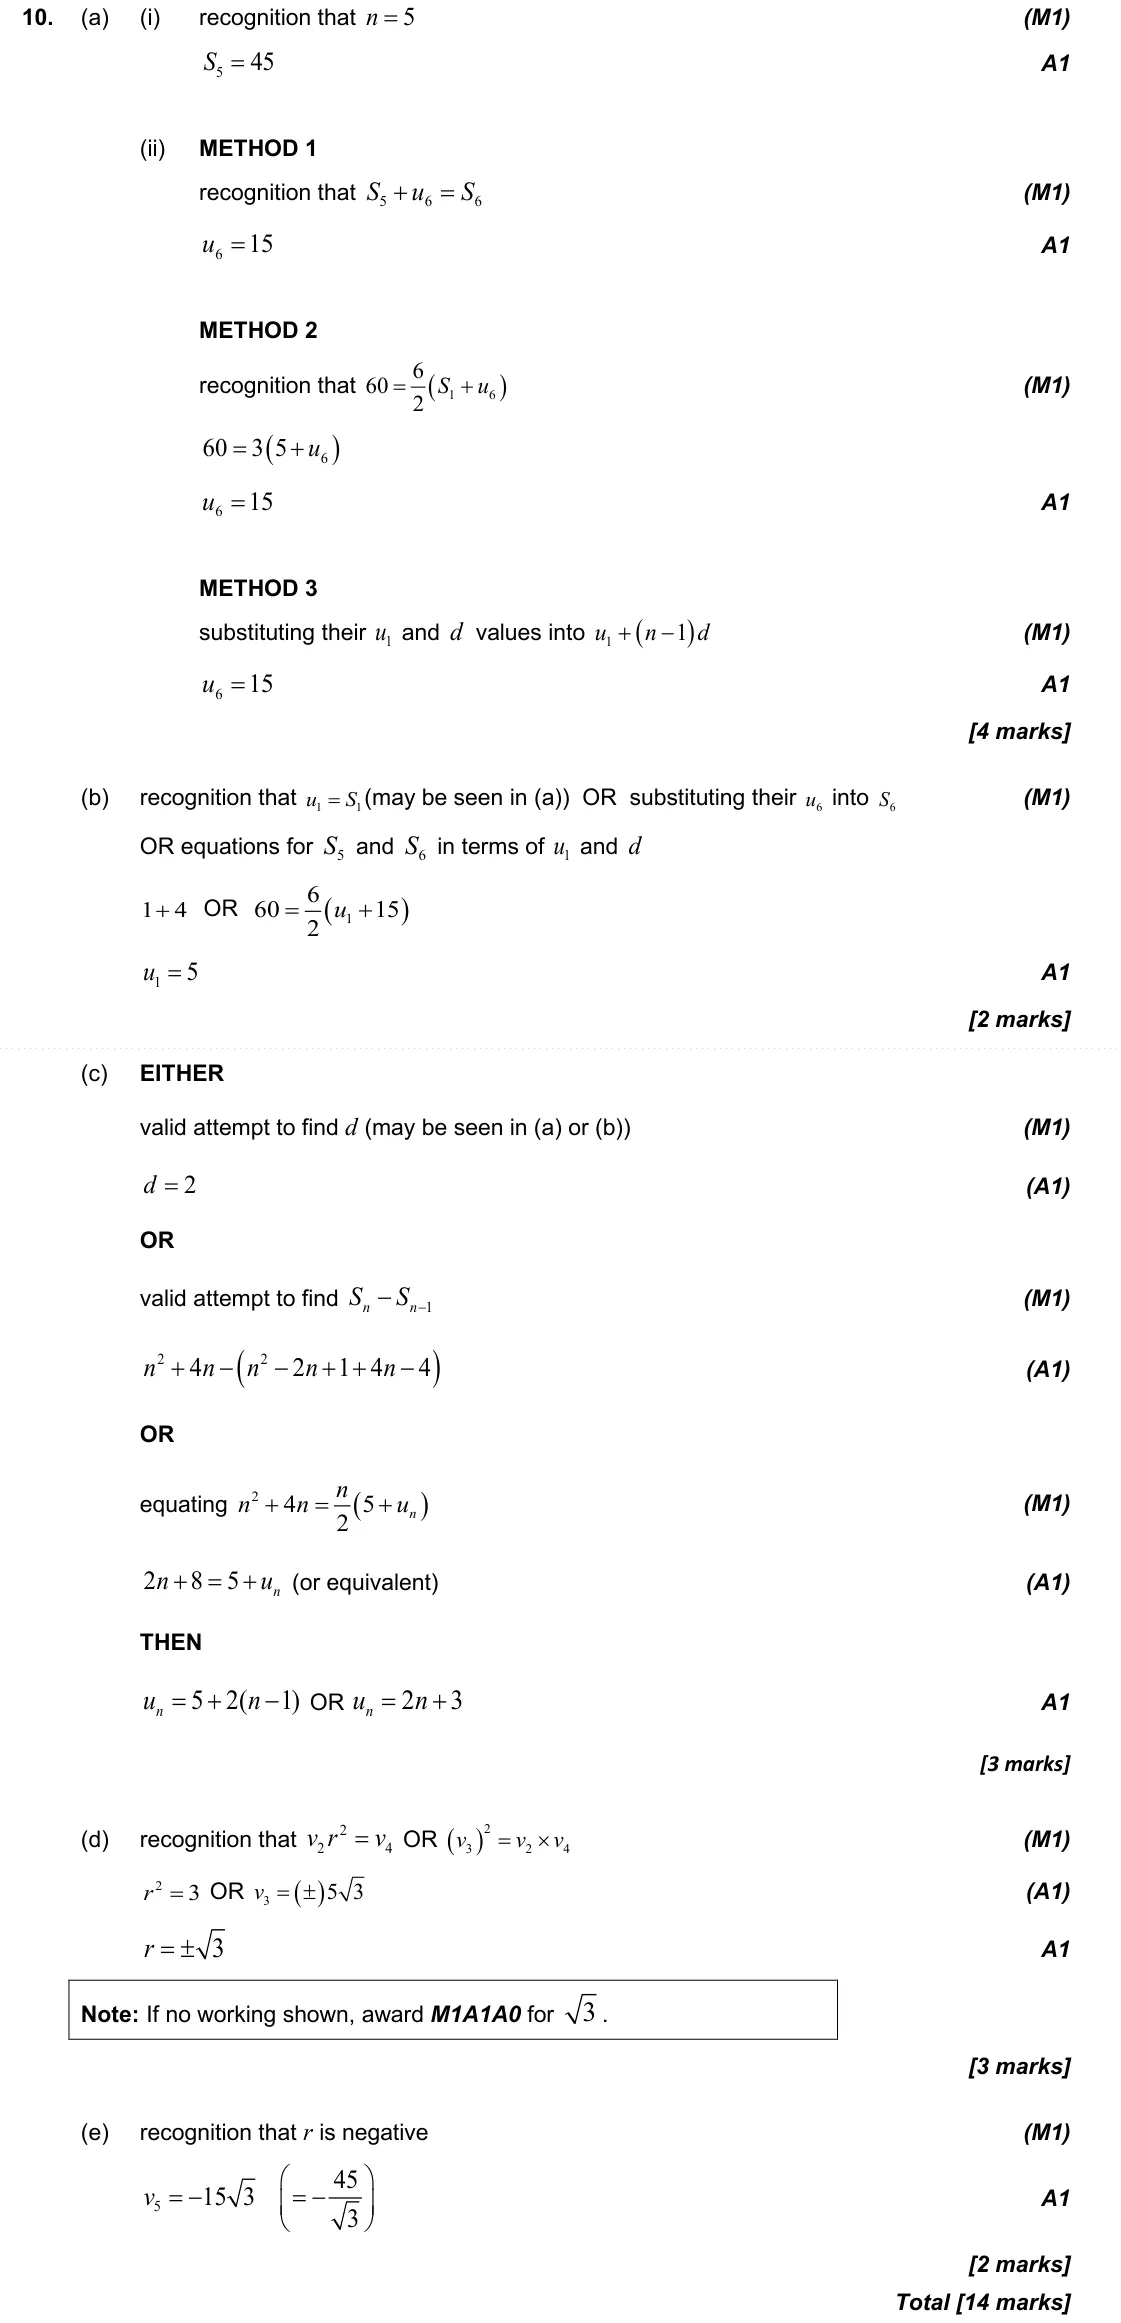 10. (a) (i) recognition that n = 5 (M1)
S₅ = 45 A1
(ii) METHOD 1
recognition that S₅ + u₆ = S₆ (M1)
u₆ = 15 A1
METHOD 2
recognition that 60 = 6/2 (S₁ + u₆) (M1)
60 = 3(5 + u₆)
u₆ = 15 A1
METHOD 3
substituting their u₁ and d values into u₁ + (n − 1)d (M1)
u₆ = 15 A1
[4 marks]
(b) recognition that u₁ = S₁ (may be seen in (a)) OR substituting their u₆ into S₆ (M1)
OR equations for S₅ and S₆ in terms of u₁ and d
1 + 4 OR 60 = 6/2 (u₁ + 15)
u₁ = 5 A1
[2 marks]
(c) EITHER
valid attempt to find d (may be seen in (a) or (b)) (M1)
d = 2 (A1)
OR
valid attempt to find Sₙ − Sₙ₋₁ (M1)
n² + 4n − (n² − 2n + 1 + 4n − 4) (A1)
OR
equating n² + 4n = n/2 (5 + uₙ) (M1)
2n + 8 = 5 + uₙ (or equivalent) (A1)
THEN
uₙ = 5 + 2(n − 1) OR uₙ = 2n + 3 A1
[3 marks]
(d) recognition that v₂r² = v₄ OR (v₃)² = v₂ × v₄ (M1)
r² = 3 OR v₃ = (±)5√3 (A1)
r = ±√3 A1
Note: If no working shown, award M1A1A0 for √3 .
[3 marks]
(e) recognition that r is negative (M1)
v₅ = −15√3 (= −45/√3) A1
[2 marks]
Total [14 marks]